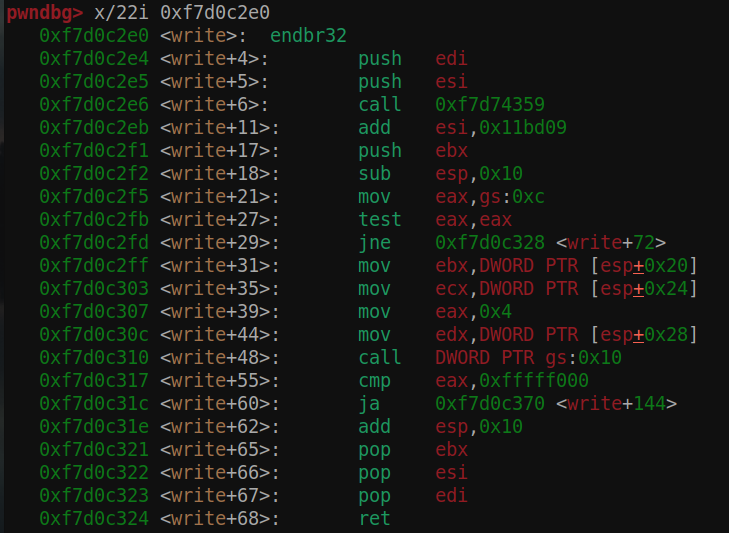 pwndbg> x/22i 0xf7d0c2e0
0xf7d0c2e0 <write>: endbr32
0xf7d0c2e4 <write+4>: push edi
0xf7d0c2e5 <write+5>: push esi
0xf7d0c2e6 <write+6>: call 0xf7d74359
0xf7d0c2eb <write+11>: add esi,0x11bd09
0xf7d0c2f1 <write+17>: push ebx
0xf7d0c2f2 <write+18>: sub esp,0x10
0xf7d0c2f5 <write+21>: mov eax,gs:0xc
0xf7d0c2fb <write+27>: test eax,eax
0xf7d0c2fd <write+29>: jne 0xf7d0c328 <write+72>
0xf7d0c2ff <write+31>: mov ebx,DWORD PTR [esp+0x20]
0xf7d0c303 <write+35>: mov ecx,DWORD PTR [esp+0x24]
0xf7d0c307 <write+39>: mov eax,0x4
0xf7d0c30c <write+44>: mov edx,DWORD PTR [esp+0x28]
0xf7d0c310 <write+48>: call DWORD PTR gs:0x10
0xf7d0c317 <write+55>: cmp eax,0xfffff000
0xf7d0c31c <write+60>: ja 0xf7d0c370 <write+144>
0xf7d0c31e <write+62>: add esp,0x10
0xf7d0c321 <write+65>: pop ebx
0xf7d0c322 <write+66>: pop esi
0xf7d0c323 <write+67>: pop edi
0xf7d0c324 <write+68>: ret